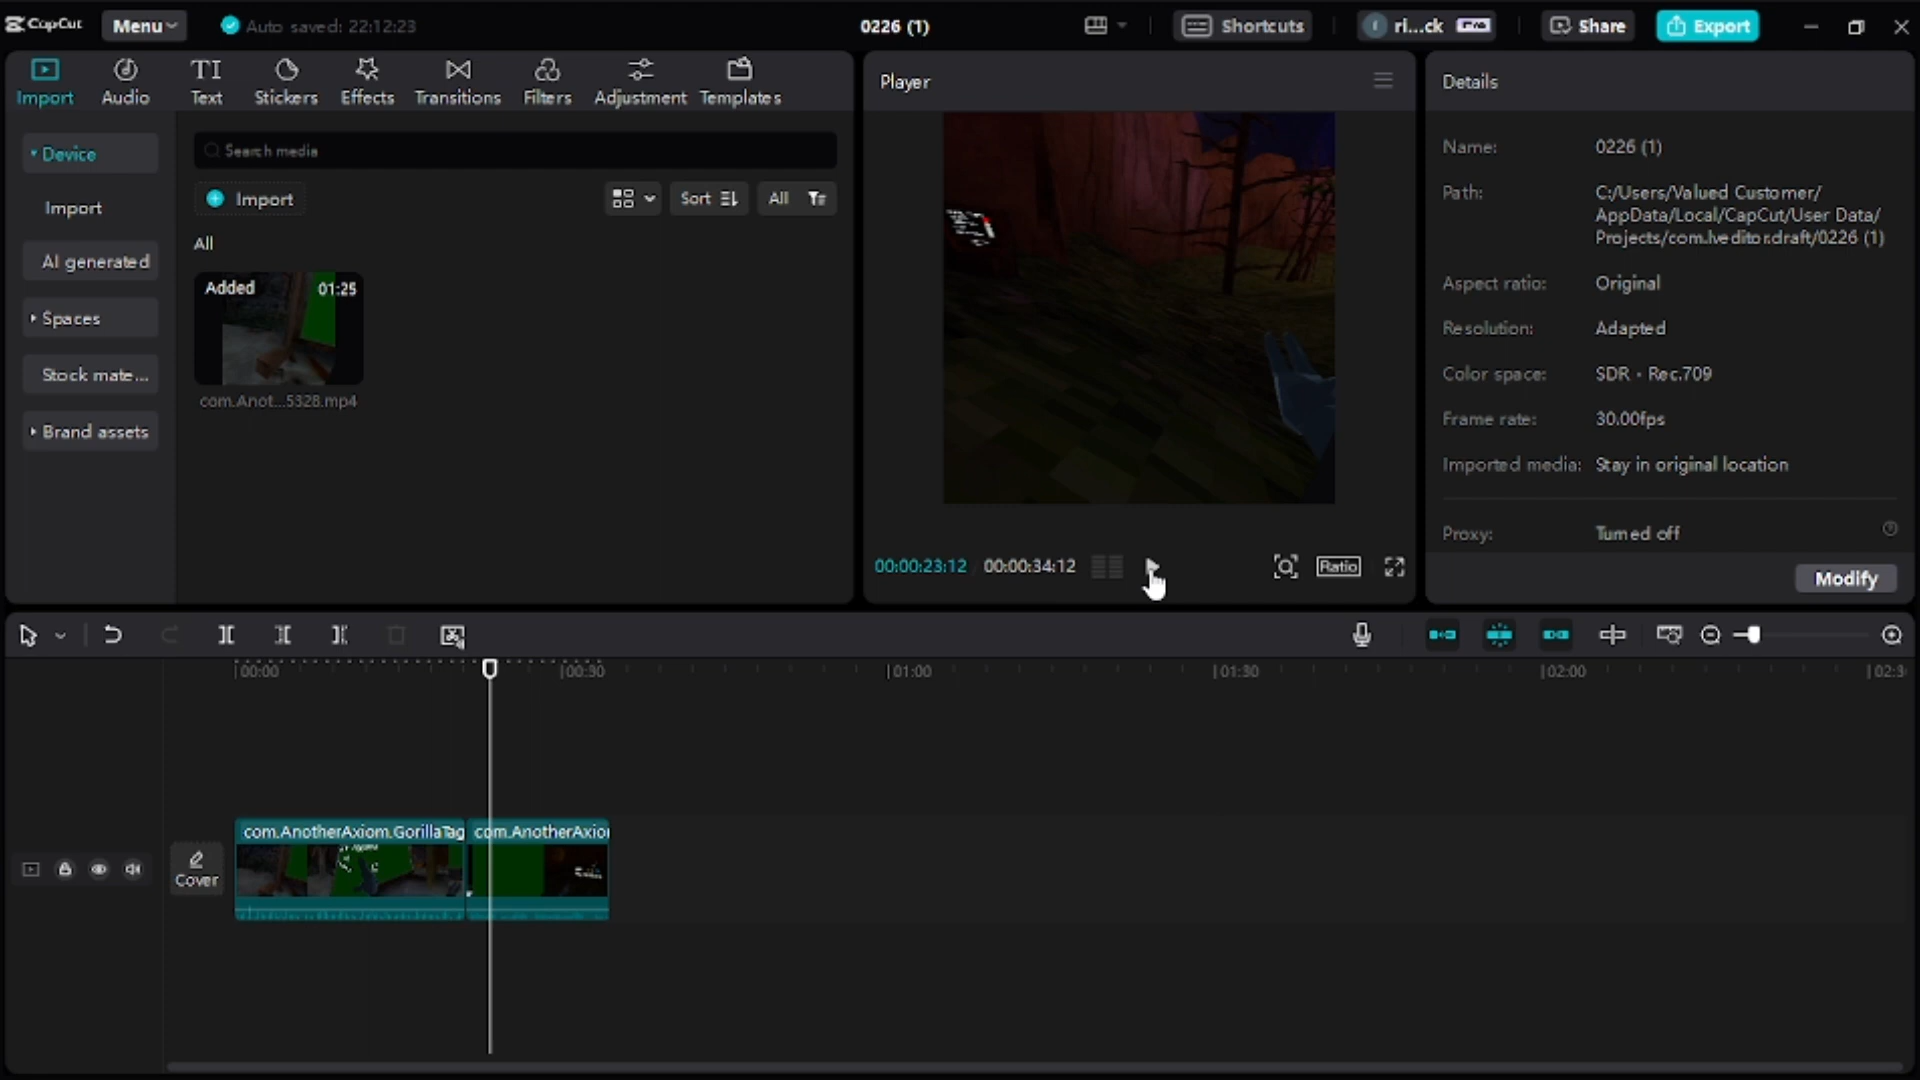 CapCut
Menu
Auto saved: 22:12:23
0226 (1)
Shortcuts
ri...ck
Pro
Share
Export
Import
Audio
TI
Text
Stickers
Effects
Transitions
Filters
Adjustment
Templates
Device
Import
AI generated
Spaces
Stock mate...
Brand assets
Search media
Import
Sort
All
All
Added
01:25
com.Anot...5328.mp4
Player
00:00:23:12
00:00:34:12
Ratio
Details
Name: 0226 (1)
Path: C:/Users/Valued Customer/
AppData/Local/CapCut/User Data/
Projects/com.lveditor.draft/0226 (1)
Aspect ratio: Original
Resolution: Adapted
Color space: SDR - Rec.709
Frame rate: 30.00fps
Imported media: Stay in original location
Proxy: Turned off
Modify
00:00
00:30
01:00
01:30
02:00
02:3
Cover
com.AnotherAxiom.GorillaTag
com.AnotherAxio